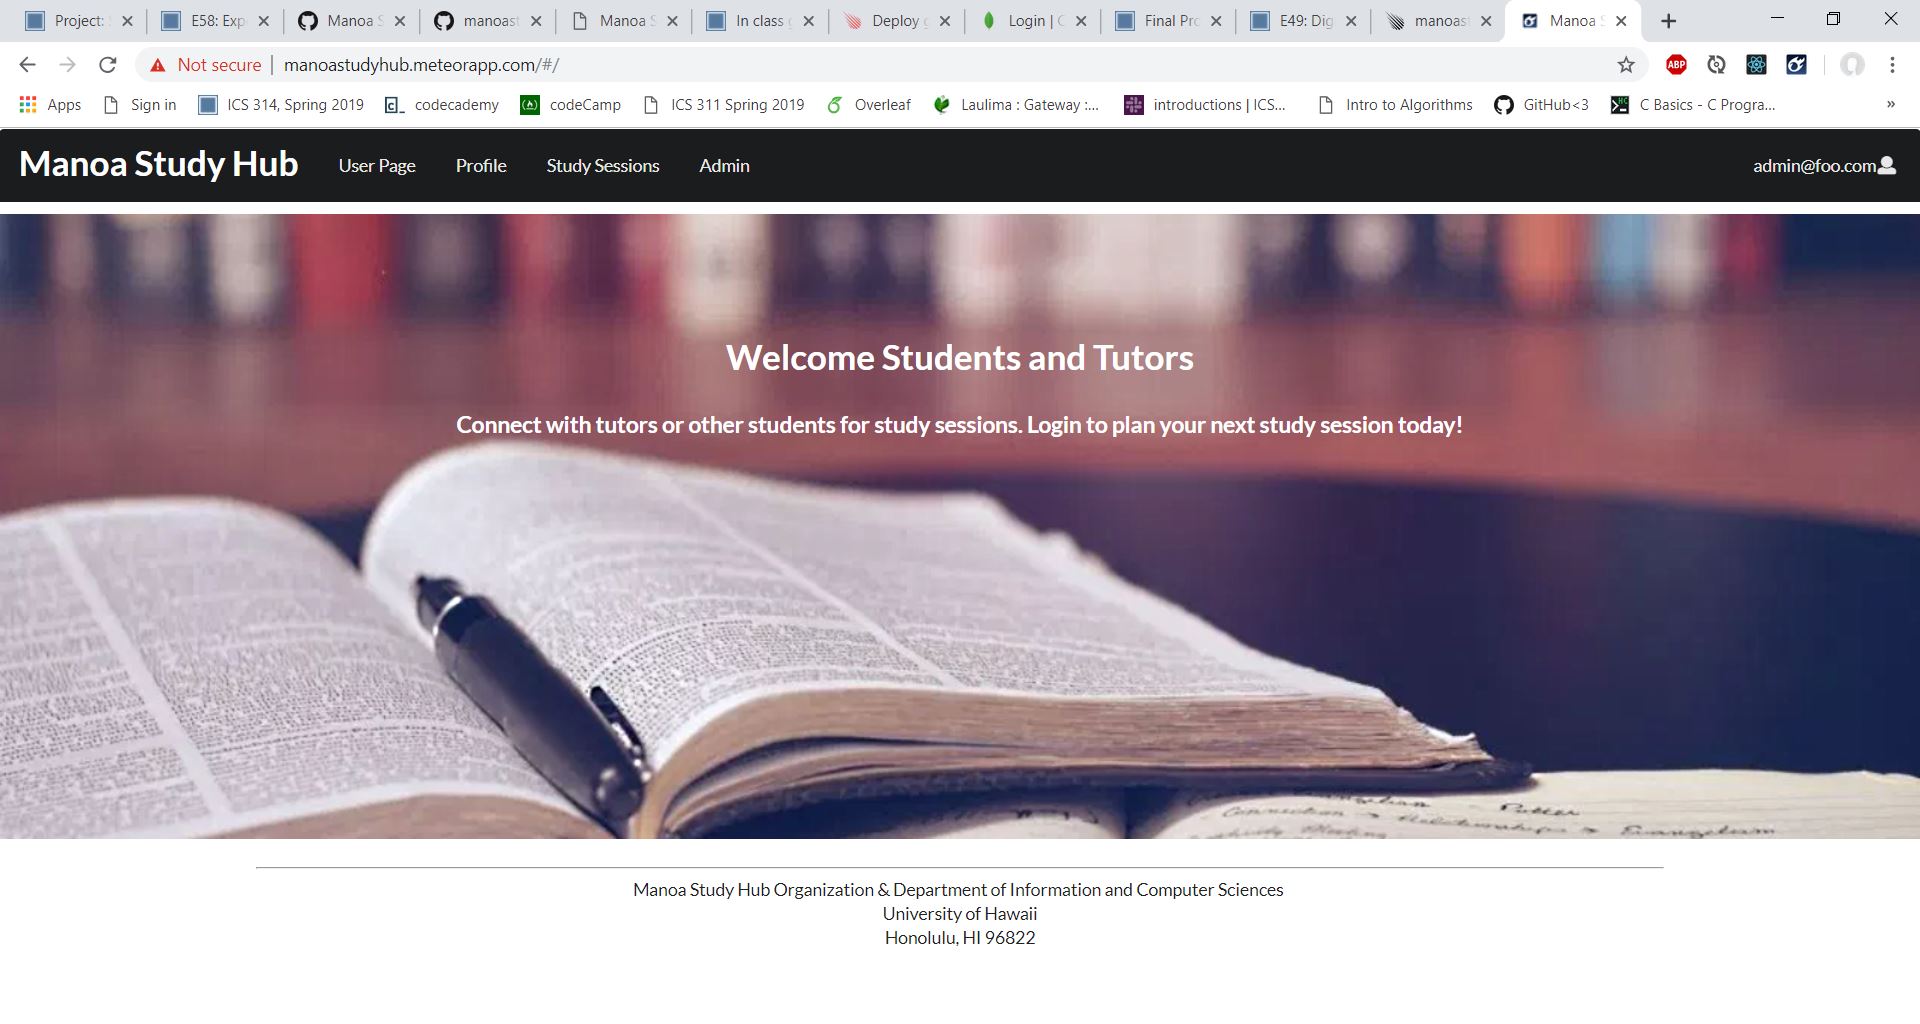 Project: E58: Exp Manoa S manoast Manoa S In class Deploy Login | Final Pro E49: Dig manoast Manoa S
Not secure | manoastudyhub.meteorapp.com/#/ ABP
Apps Sign in ICS 314, Spring 2019 codecademy codeCamp ICS 311 Spring 2019 Overleaf Laulima : Gateway :... introductions | ICS... Intro to Algorithms GitHub<3 C Basics - C Progra... »
Manoa Study Hub User Page Profile Study Sessions Admin admin@foo.com
Welcome Students and Tutors
Connect with tutors or other students for study sessions. Login to plan your next study session today!
Manoa Study Hub Organization & Department of Information and Computer Sciences
University of Hawaii
Honolulu, HI 96822